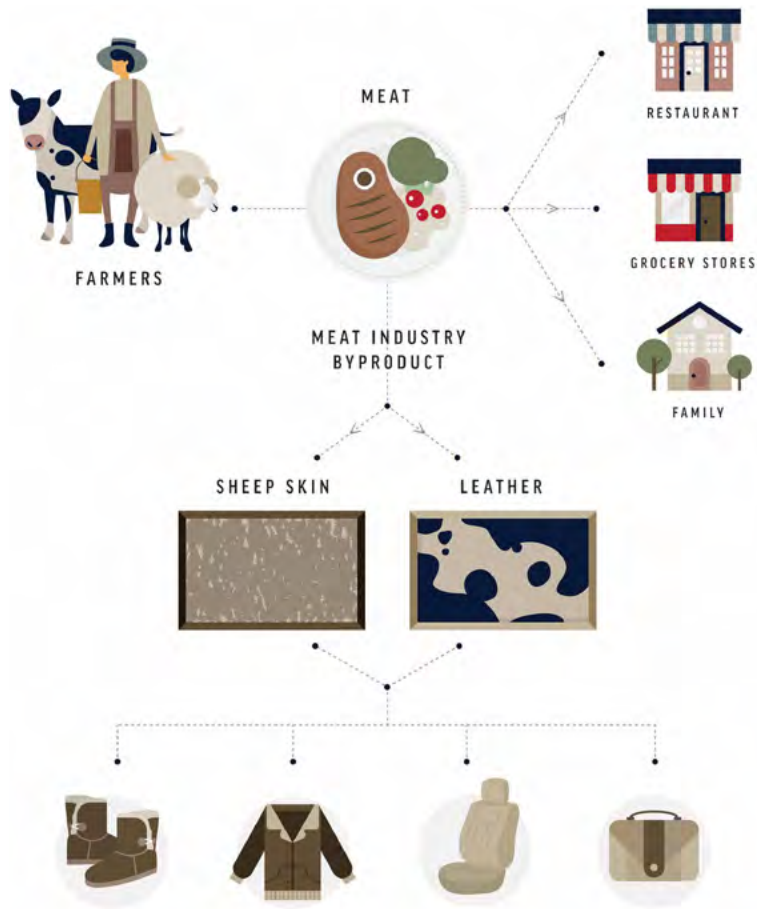 MEAT
RESTAURANT
FARMERS
GROCERY STORES
MEAT INDUSTRY
BYPRODUCT
FAMILY
SHEEP SKIN
LEATHER